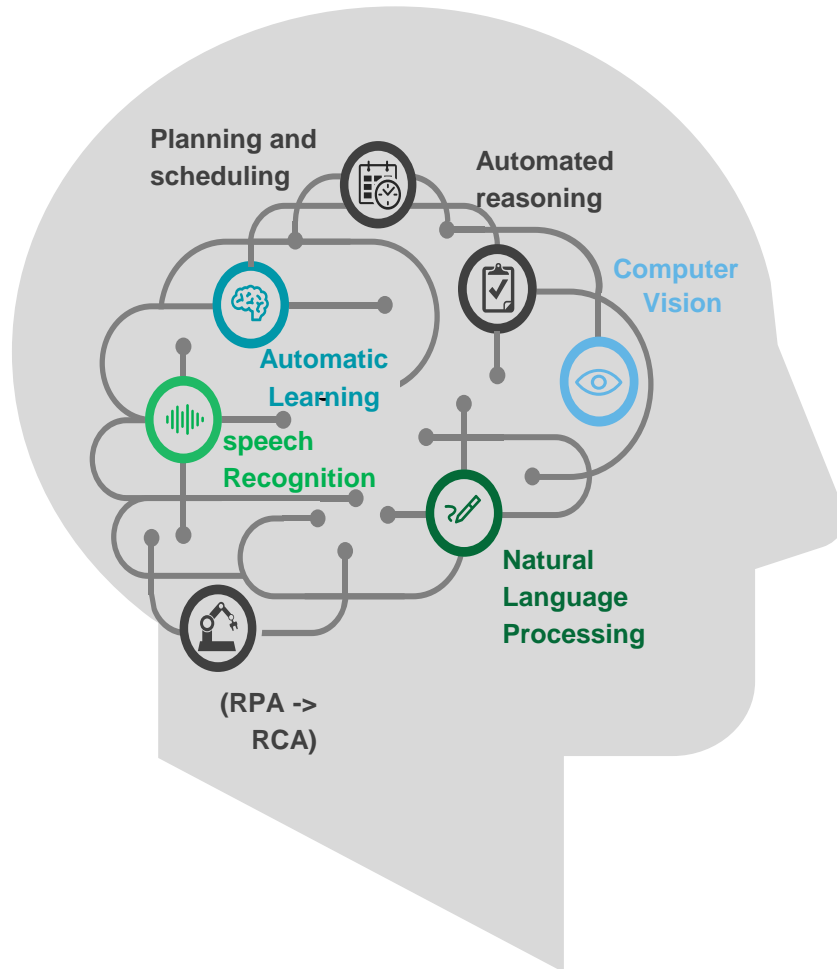 Planning and
scheduling
Automated
reasoning
Computer
Vision
Automatic
Learning
speech
Recognition
Natural
Language
Processing
(RPA ->
RCA)